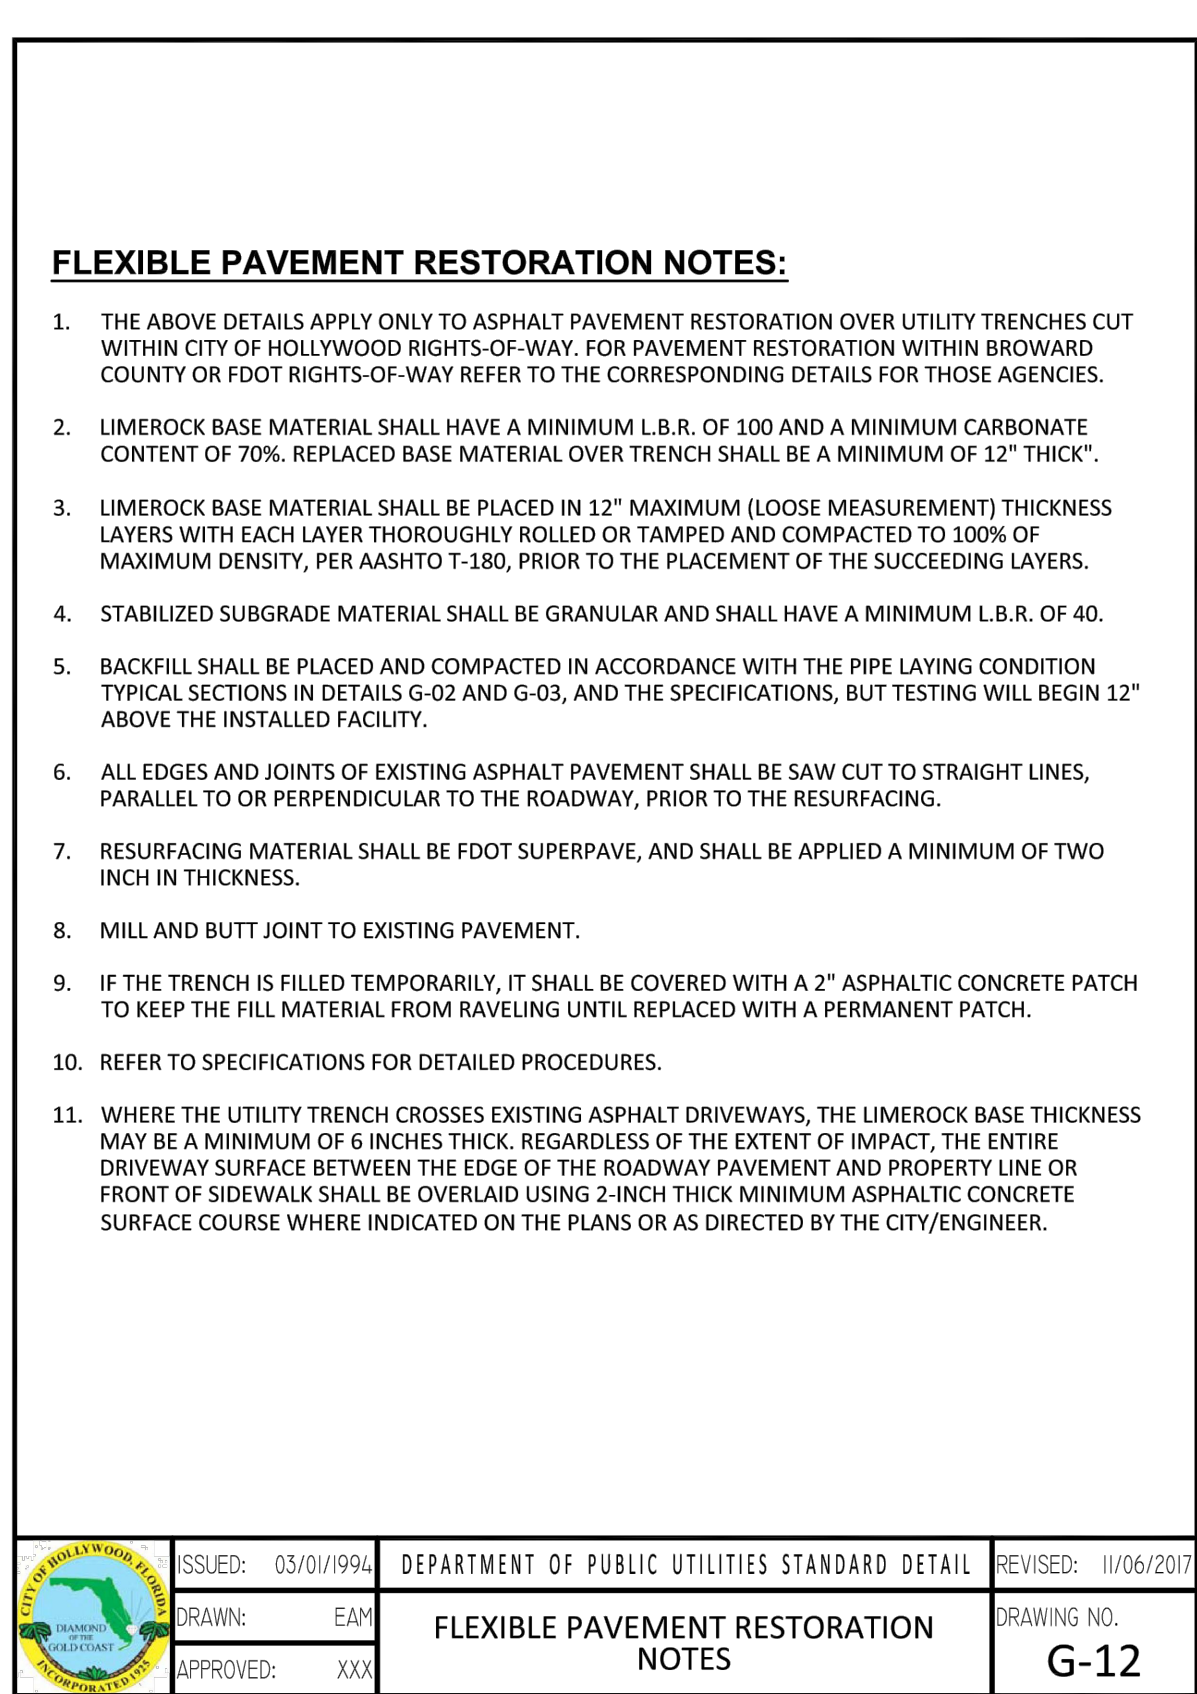 FLEXIBLE PAVEMENT RESTORATION NOTES:
1. THE ABOVE DETAILS APPLY ONLY TO ASPHALT PAVEMENT RESTORATION OVER UTILITY TRENCHES CUT
WITHIN CITY OF HOLLYWOOD RIGHTS-OF-WAY. FOR PAVEMENT RESTORATION WITHIN BROWARD
COUNTY OR FDOT RIGHTS-OF-WAY REFER TO THE CORRESPONDING DETAILS FOR THOSE AGENCIES.
2. LIMEROCK BASE MATERIAL SHALL HAVE A MINIMUM L.B.R. OF 100 AND A MINIMUM CARBONATE
CONTENT OF 70%. REPLACED BASE MATERIAL OVER TRENCH SHALL BE A MINIMUM OF 12" THICK".
3. LIMEROCK BASE MATERIAL SHALL BE PLACED IN 12" MAXIMUM (LOOSE MEASUREMENT) THICKNESS
LAYERS WITH EACH LAYER THOROUGHLY ROLLED OR TAMPED AND COMPACTED TO 100% OF
MAXIMUM DENSITY, PER AASHTO T-180, PRIOR TO THE PLACEMENT OF THE SUCCEEDING LAYERS.
4. STABILIZED SUBGRADE MATERIAL SHALL BE GRANULAR AND SHALL HAVE A MINIMUM L.B.R. OF 40.
5. BACKFILL SHALL BE PLACED AND COMPACTED IN ACCORDANCE WITH THE PIPE LAYING CONDITION
TYPICAL SECTIONS IN DETAILS G-02 AND G-03, AND THE SPECIFICATIONS, BUT TESTING WILL BEGIN 12"
ABOVE THE INSTALLED FACILITY.
6. ALL EDGES AND JOINTS OF EXISTING ASPHALT PAVEMENT SHALL BE SAW CUT TO STRAIGHT LINES,
PARALLEL TO OR PERPENDICULAR TO THE ROADWAY, PRIOR TO THE RESURFACING.
7. RESURFACING MATERIAL SHALL BE FDOT SUPERPAVE, AND SHALL BE APPLIED A MINIMUM OF TWO
INCH IN THICKNESS.
8. MILL AND BUTT JOINT TO EXISTING PAVEMENT.
9. IF THE TRENCH IS FILLED TEMPORARILY, IT SHALL BE COVERED WITH A 2" ASPHALTIC CONCRETE PATCH
TO KEEP THE FILL MATERIAL FROM RAVELING UNTIL REPLACED WITH A PERMANENT PATCH.
10. REFER TO SPECIFICATIONS FOR DETAILED PROCEDURES.
11. WHERE THE UTILITY TRENCH CROSSES EXISTING ASPHALT DRIVEWAYS, THE LIMEROCK BASE THICKNESS
MAY BE A MINIMUM OF 6 INCHES THICK. REGARDLESS OF THE EXTENT OF IMPACT, THE ENTIRE
DRIVEWAY SURFACE BETWEEN THE EDGE OF THE ROADWAY PAVEMENT AND PROPERTY LINE OR
FRONT OF SIDEWALK SHALL BE OVERLAID USING 2-INCH THICK MINIMUM ASPHALTIC CONCRETE
SURFACE COURSE WHERE INDICATED ON THE PLANS OR AS DIRECTED BY THE CITY/ENGINEER.
CITY OF HOLLYWOOD, FLORIDA
DIAMOND
OF THE
GOLD COAST
INCORPORATED 1925
ISSUED: 03/01/1994
DRAWN: EAM
APPROVED: XXX
DEPARTMENT OF PUBLIC UTILITIES STANDARD DETAIL
FLEXIBLE PAVEMENT RESTORATION
NOTES
REVISED: 11/06/2017
DRAWING NO.
G-12